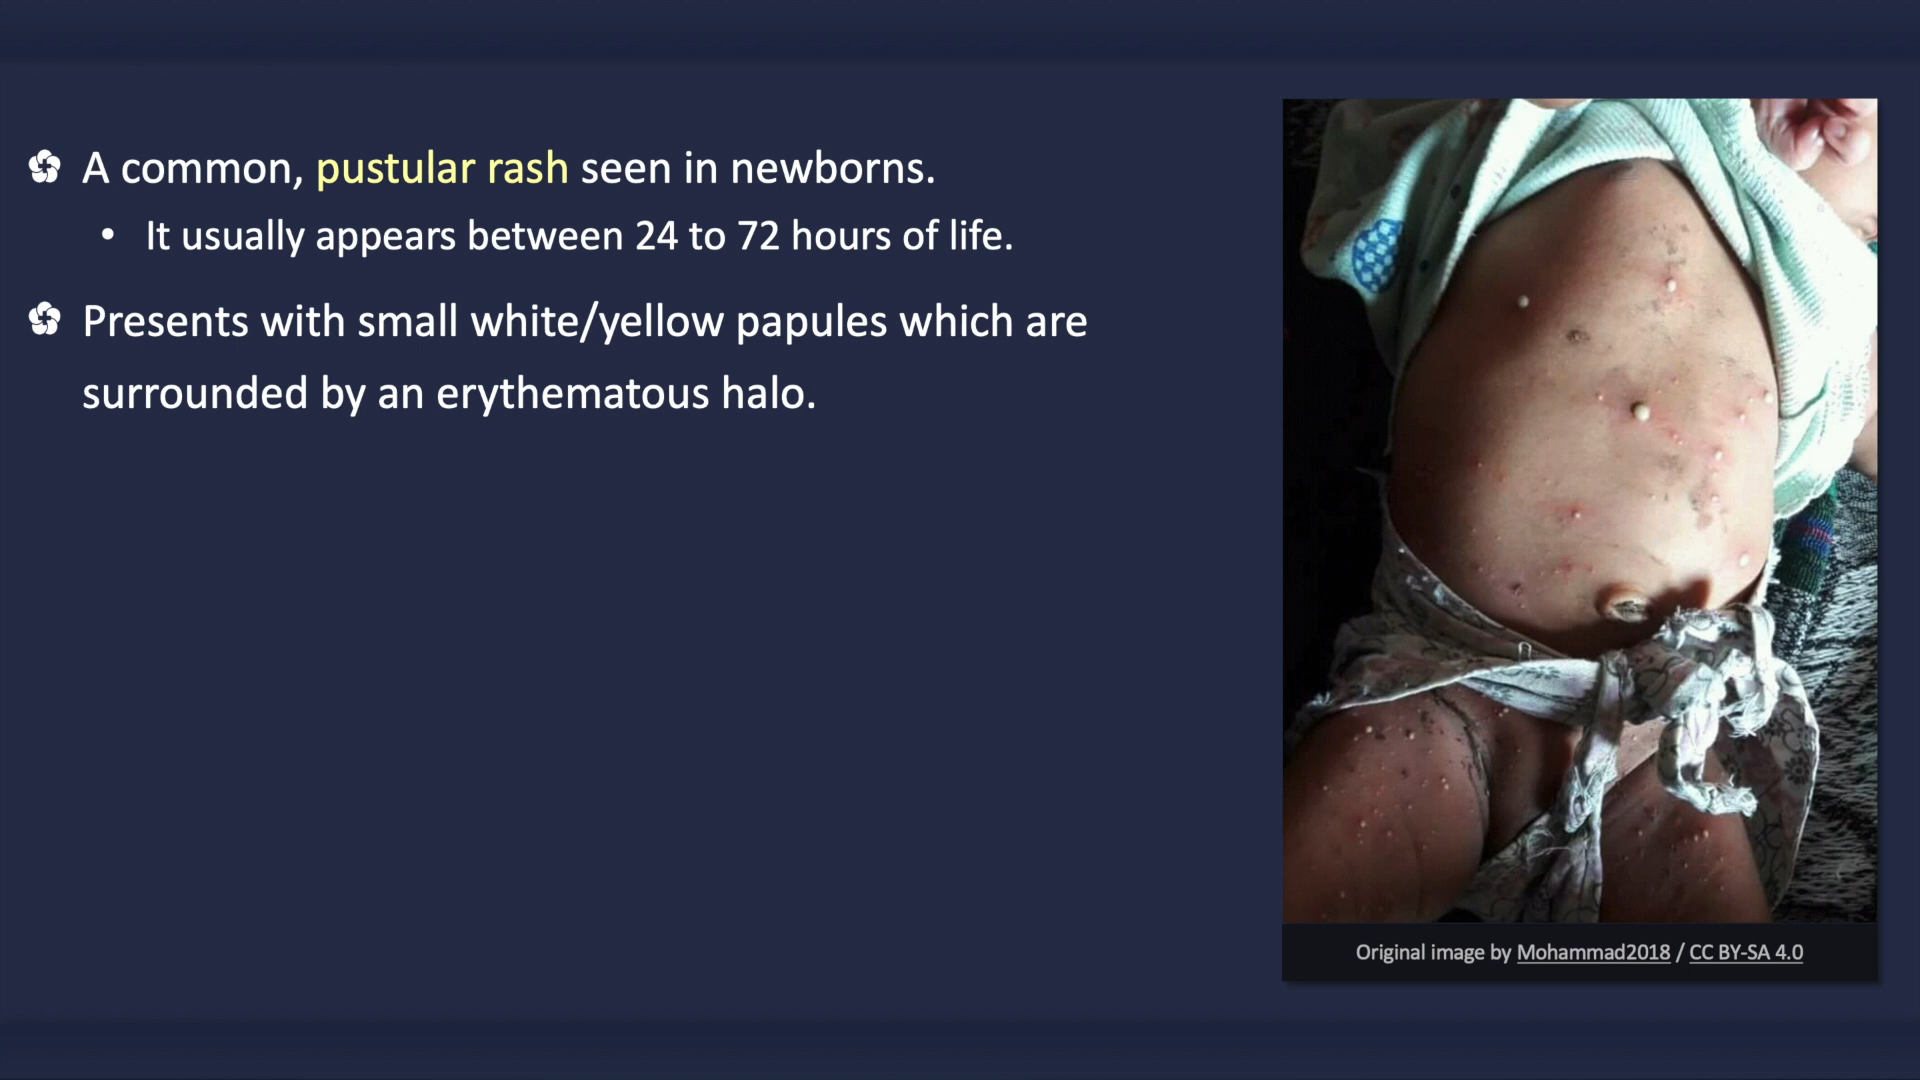 A common, pustular rash seen in newborns.
• It usually appears between 24 to 72 hours of life.
Presents with small white/yellow papules which are
surrounded by an erythematous halo.
Original image by Mohammad2018 / CC BY-SA 4.0